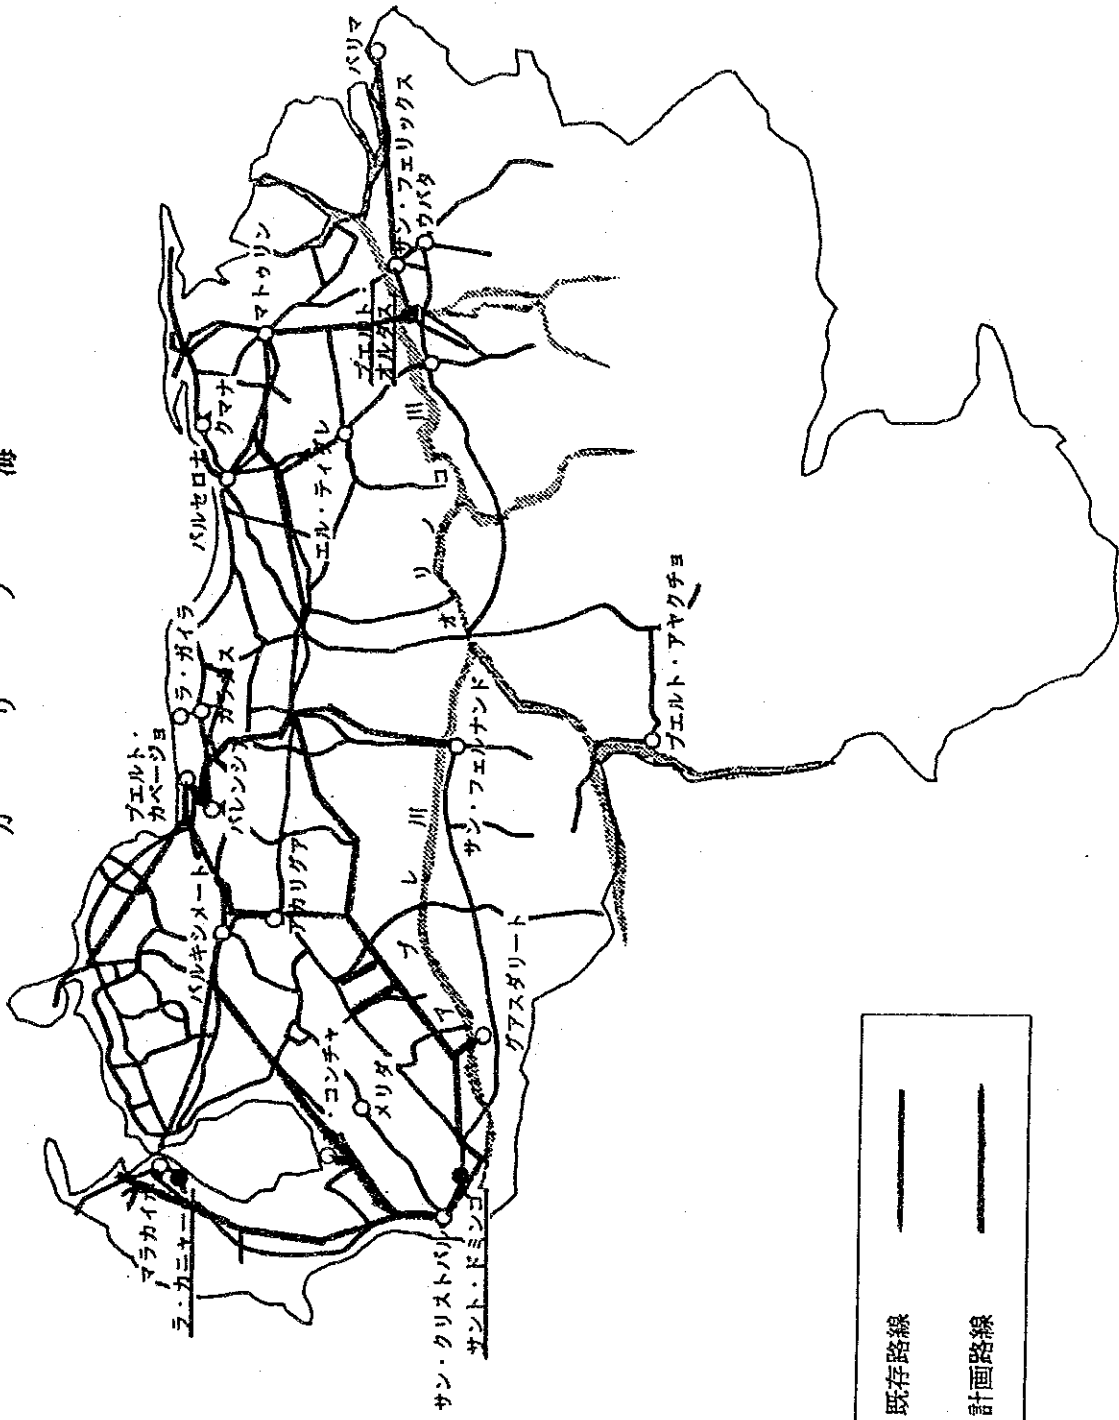 カリブ海
マラカイ
ラ・カニャー
サン・クリストバル
サント・ドミンゴ
・コンチャ
メリダ
グアスダリート
バルキシメート
アカリグア
プエルト・
カベージョ
バレンシア
ラ・ガイラ
カラカス
アプレ川
サン・フェルナンド
プエルト・アヤクチョ
オリノコ川
バルセロナ
クマナ
エル・ティグレ
マトゥリン
プエルト・
オルダス
サン・フェリックス
ウパタ
バリマ
既存路線
計画路線